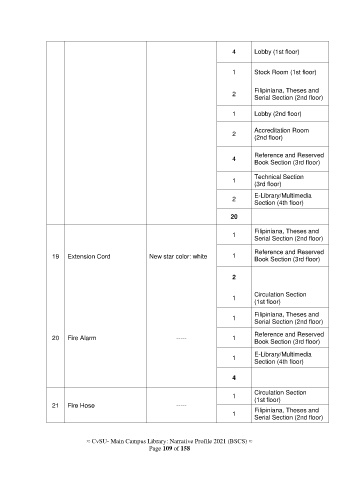 4 Lobby (1st floor)
1 Stock Room (1st floor)
2 Filipiniana, Theses and
Serial Section (2nd floor)
1 Lobby (2nd floor)
2 Accreditation Room
(2nd floor)
4 Reference and Reserved
Book Section (3rd floor)
1 Technical Section
(3rd floor)
2 E-Library/Multimedia
Section (4th floor)
20
19 Extension Cord New star color: white
1 Filipiniana, Theses and
Serial Section (2nd floor)
1 Reference and Reserved
Book Section (3rd floor)
2
20 Fire Alarm -----
1 Circulation Section
(1st floor)
1 Filipiniana, Theses and
Serial Section (2nd floor)
1 Reference and Reserved
Book Section (3rd floor)
1 E-Library/Multimedia
Section (4th floor)
4
21 Fire Hose -----
1 Circulation Section
(1st floor)
1 Filipiniana, Theses and
Serial Section (2nd floor)
≈ CvSU- Main Campus Library: Narrative Profile 2021 (BSCS) ≈
Page 109 of 158